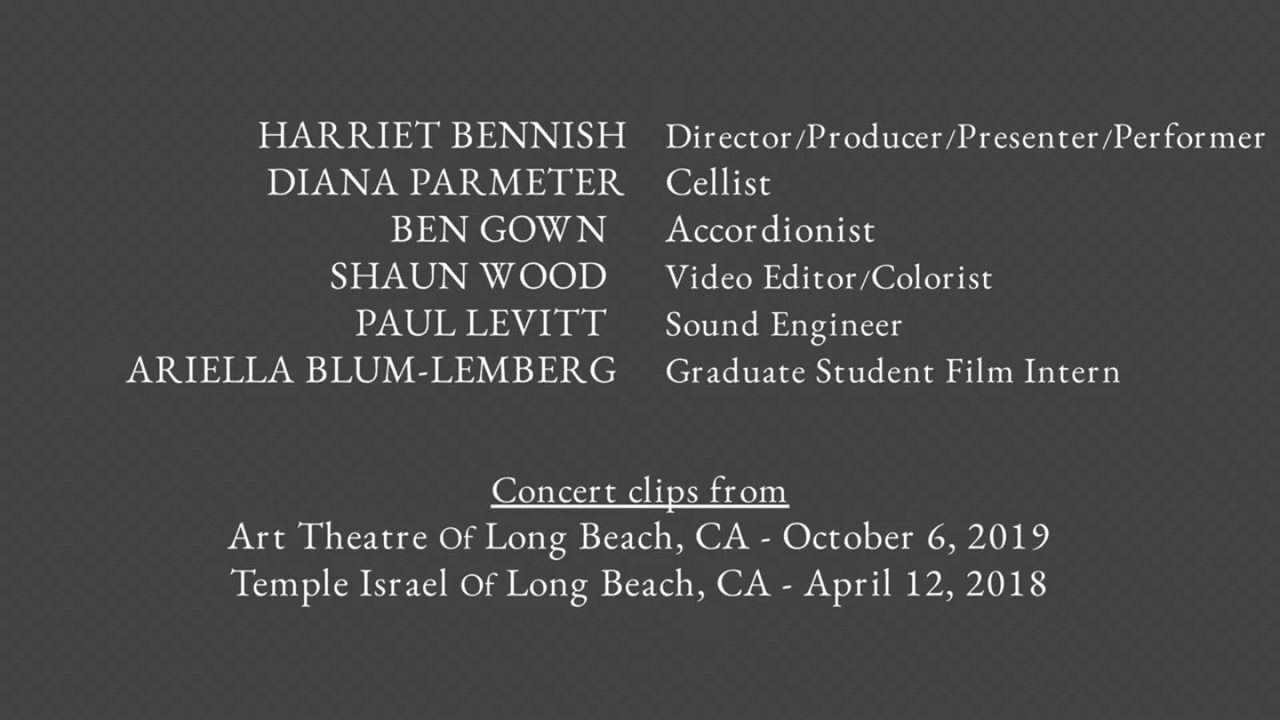 HARRIET BENNISH Director/Producer/Presenter/Performer
DIANA PARMETER Cellist
BEN GOWN Accordionist
SHAUN WOOD Video Editor/Colorist
PAUL LEVITT Sound Engineer
ARIELLA BLUM-LEMBERG Graduate Student Film Intern
Concert clips from
Art Theatre Of Long Beach, CA - October 6, 2019
Temple Israel Of Long Beach, CA - April 12, 2018